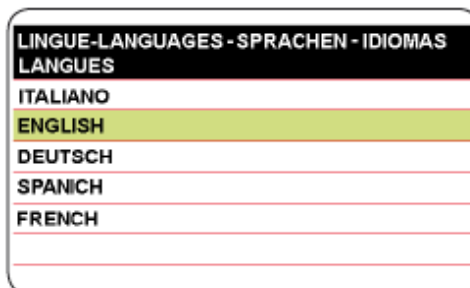 LINGUE-LANGUAGES - SPRACHEN - IDIOMAS
LANGUES
ITALIANO
ENGLISH
DEUTSCH
SPANICH
FRENCH